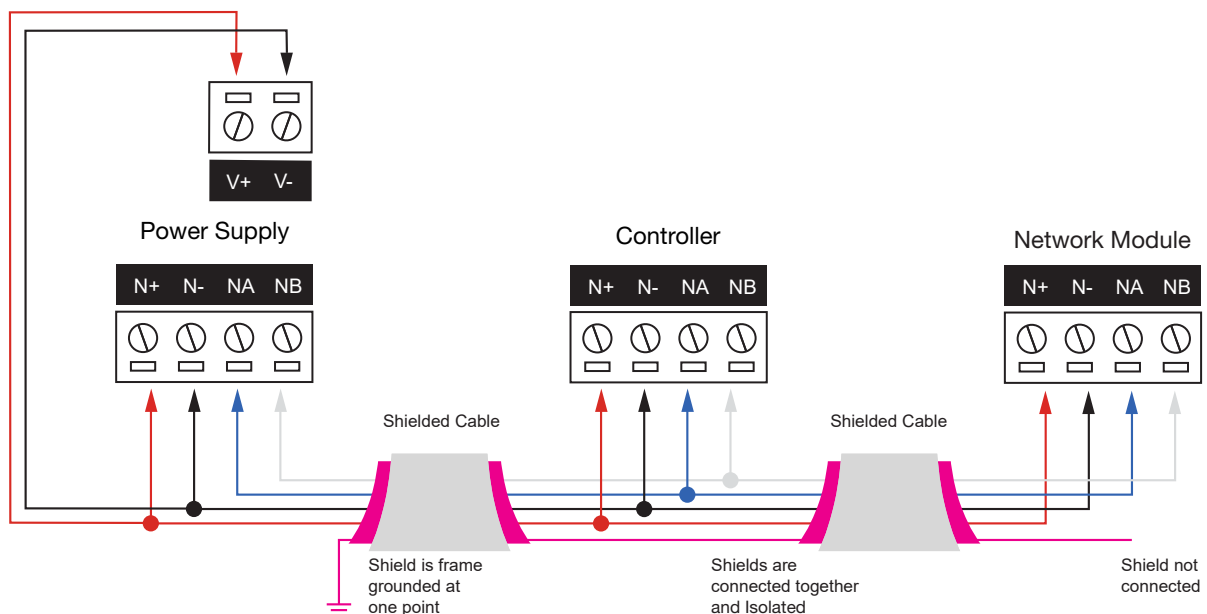 V+ V-
Power Supply
Controller
Network Module
N+ N- NA NB
N+ N- NA NB
N+ N- NA NB
Shielded Cable
Shielded Cable
Shield is frame
grounded at
one point
Shields are
connected together
and Isolated
Shield not
connected